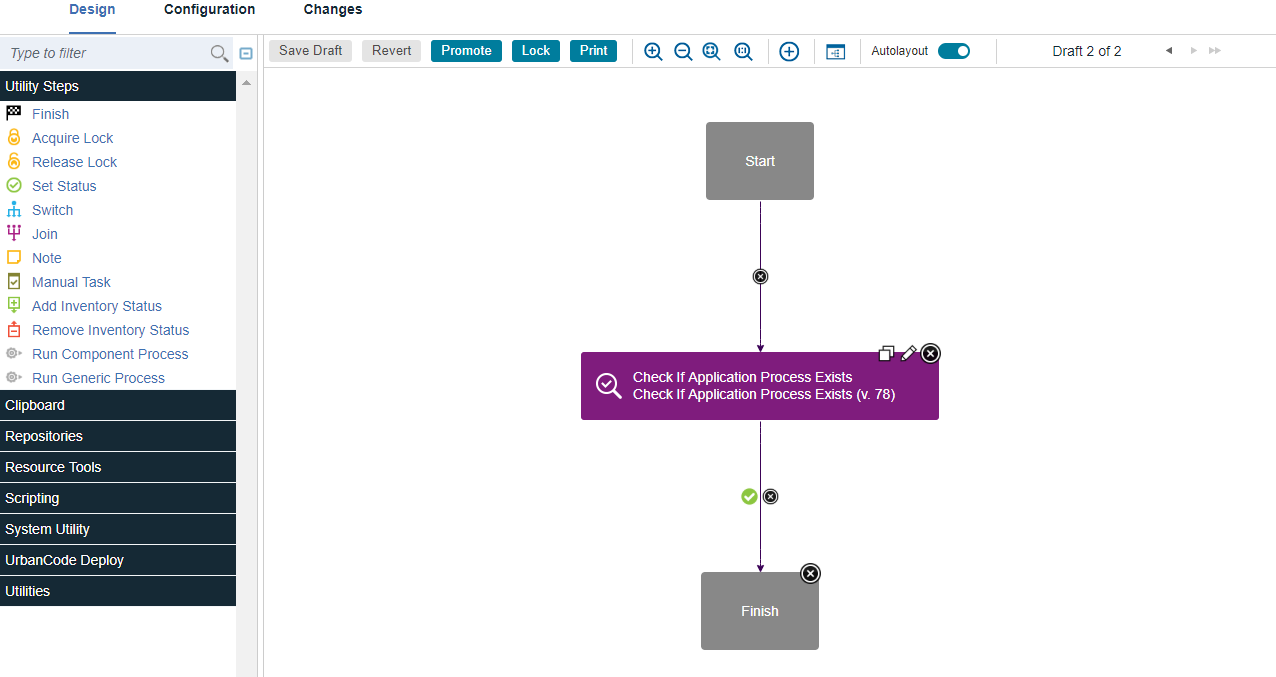 Design Configuration Changes
Type to filter
Save Draft Revert Promote Lock Print Autolayout Draft 2 of 2
Utility Steps
Finish
Acquire Lock
Release Lock
Set Status
Switch
Join
Note
Manual Task
Add Inventory Status
Remove Inventory Status
Run Component Process
Run Generic Process
Clipboard
Repositories
Resource Tools
Scripting
System Utility
UrbanCode Deploy
Utilities
Start
Check If Application Process Exists
Check If Application Process Exists (v. 78)
Finish